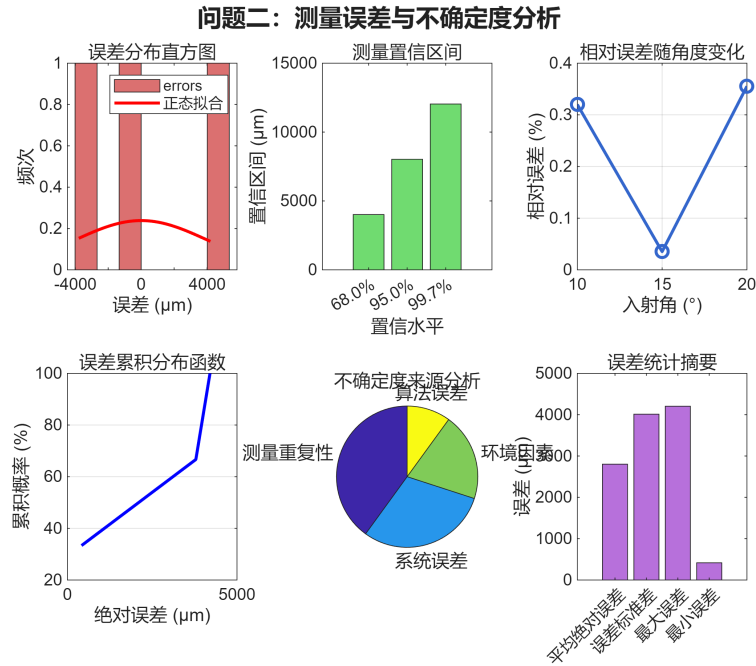 问题二：测量误差与不确定度分析
误差分布直方图
频次
1
0.8
0.6
0.4
0.2
0
errors
正态拟合
-4000
0
4000
误差 (μm)
测量置信区间
置信区间 (μm)
15000
10000
5000
0
68.0%
95.0%
99.7%
置信水平
相对误差随角度变化
相对误差 (%)
0.4
0.3
0.2
0.1
0
10
15
20
入射角 (°)
误差累积分布函数
累积概率 (%)
100
80
60
40
20
0
5000
绝对误差 (μm)
不确定度来源分析
算法误差
测量重复性
环境因素
系统误差
误差统计摘要
误差 (μm)
5000
4000
3000
2000
1000
0
平均绝对误差
误差标准差
最大误差
最小误差